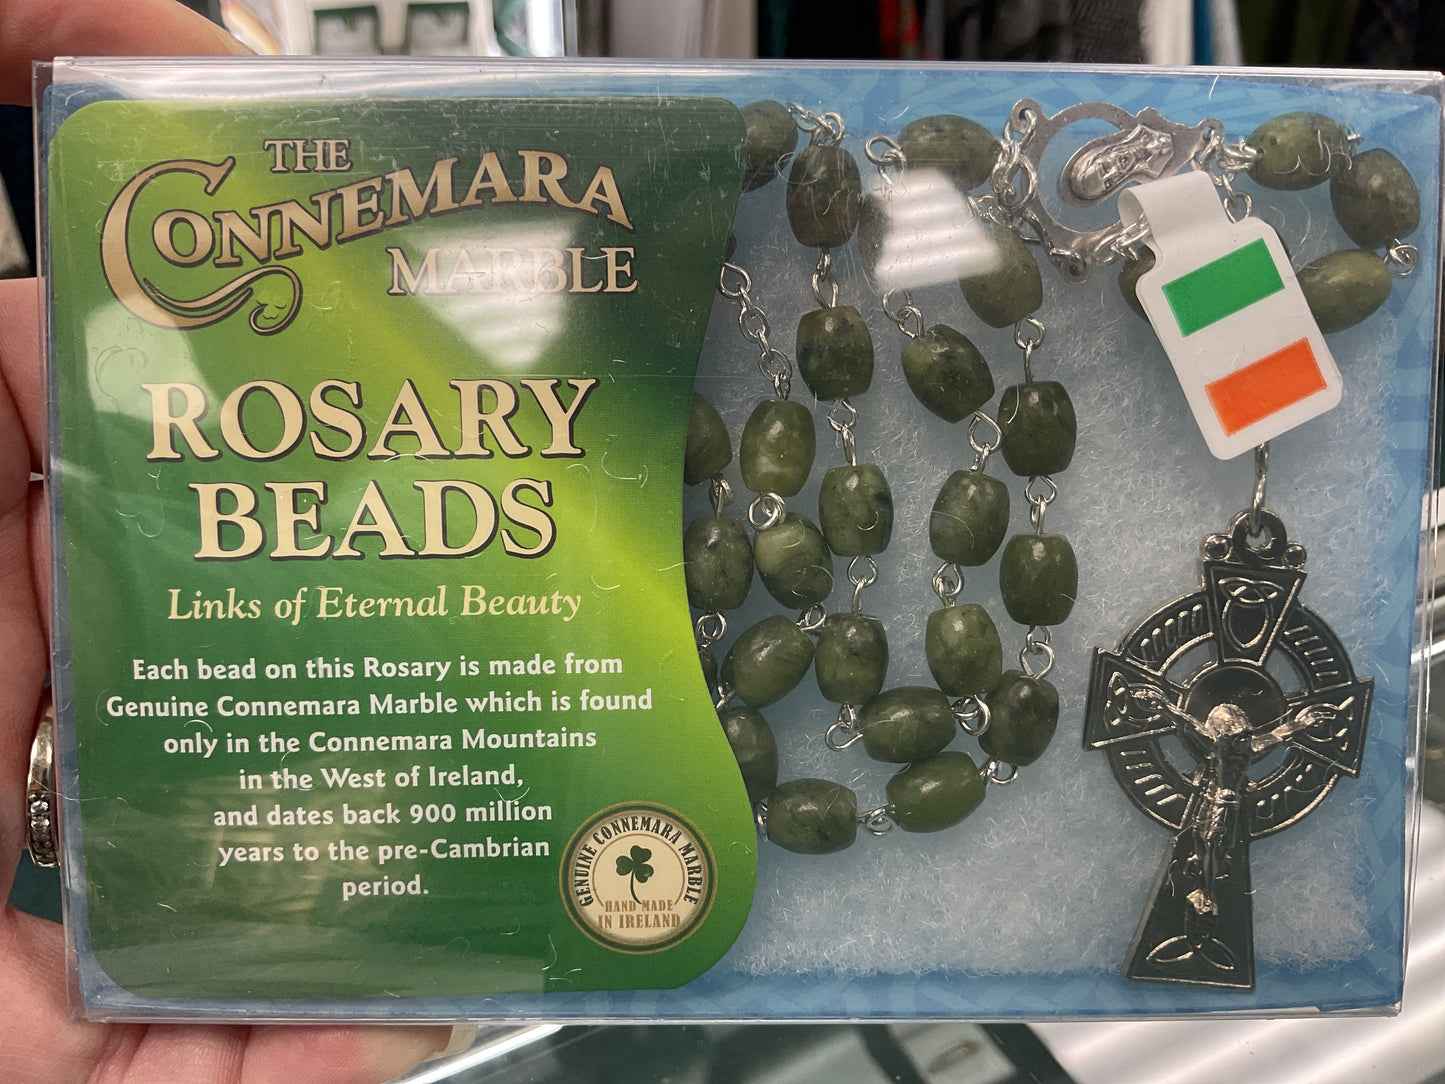 THE
CONNEMARA
MARBLE
ROSARY
BEADS
Links of Eternal Beauty
Each bead on this Rosary is made from
Genuine Connemara Marble which is found
only in the Connemara Mountains
in the West of Ireland,
and dates back 900 million
years to the pre-Cambrian
period.
GENUINE CONNEMARA MARBLE
HAND MADE
IN IRELAND